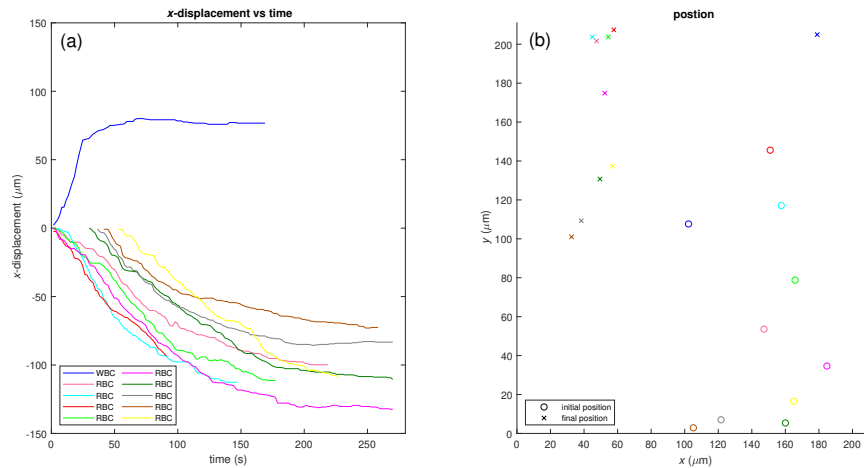 x-displacement vs time
(a)
150
100
50
0
-50
-100
-150
0 50 100 150 200 250
x-displacement (μm)
time (s)
WBC RBC
RBC RBC
RBC RBC
RBC RBC
RBC RBC
postion
(b)
200
180
160
140
120
100
80
60
40
20
0
0 20 40 60 80 100 120 140 160 180 200
y (μm)
x (μm)
initial position
final position